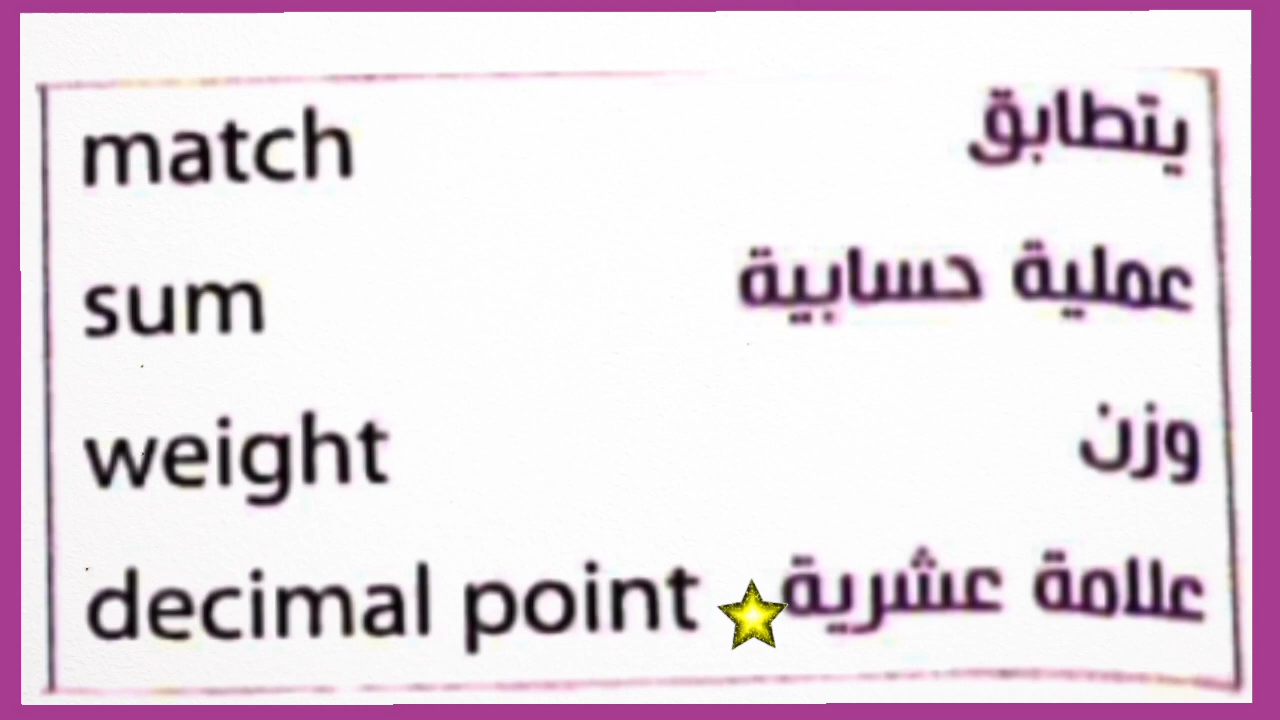 match يتطابق
sum عملية حسابية
weight وزن
decimal point علامة عشرية